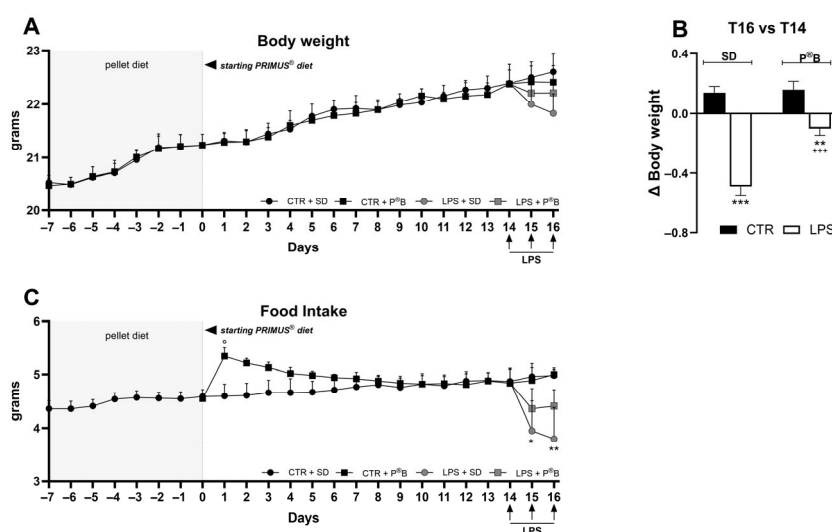 A
Body weight
23
22
21
20
grams
pellet diet
starting PRIMUS® diet
CTR + SD CTR + P®B LPS + SD LPS + P®B
–7 –6 –5 –4 –3 –2 –1 0 1 2 3 4 5 6 7 8 9 10 11 12 13 14 15 16
Days
LPS
B
T16 vs T14
SD P®B
0.4
0.0
–0.4
–0.8
Δ Body weight
***
**
+++
CTR LPS
C
Food Intake
6
5
4
3
grams
pellet diet
starting PRIMUS® diet
°
*
**
CTR + SD CTR + P®B LPS + SD LPS + P®B
–7 –6 –5 –4 –3 –2 –1 0 1 2 3 4 5 6 7 8 9 10 11 12 13 14 15 16
Days
LPS